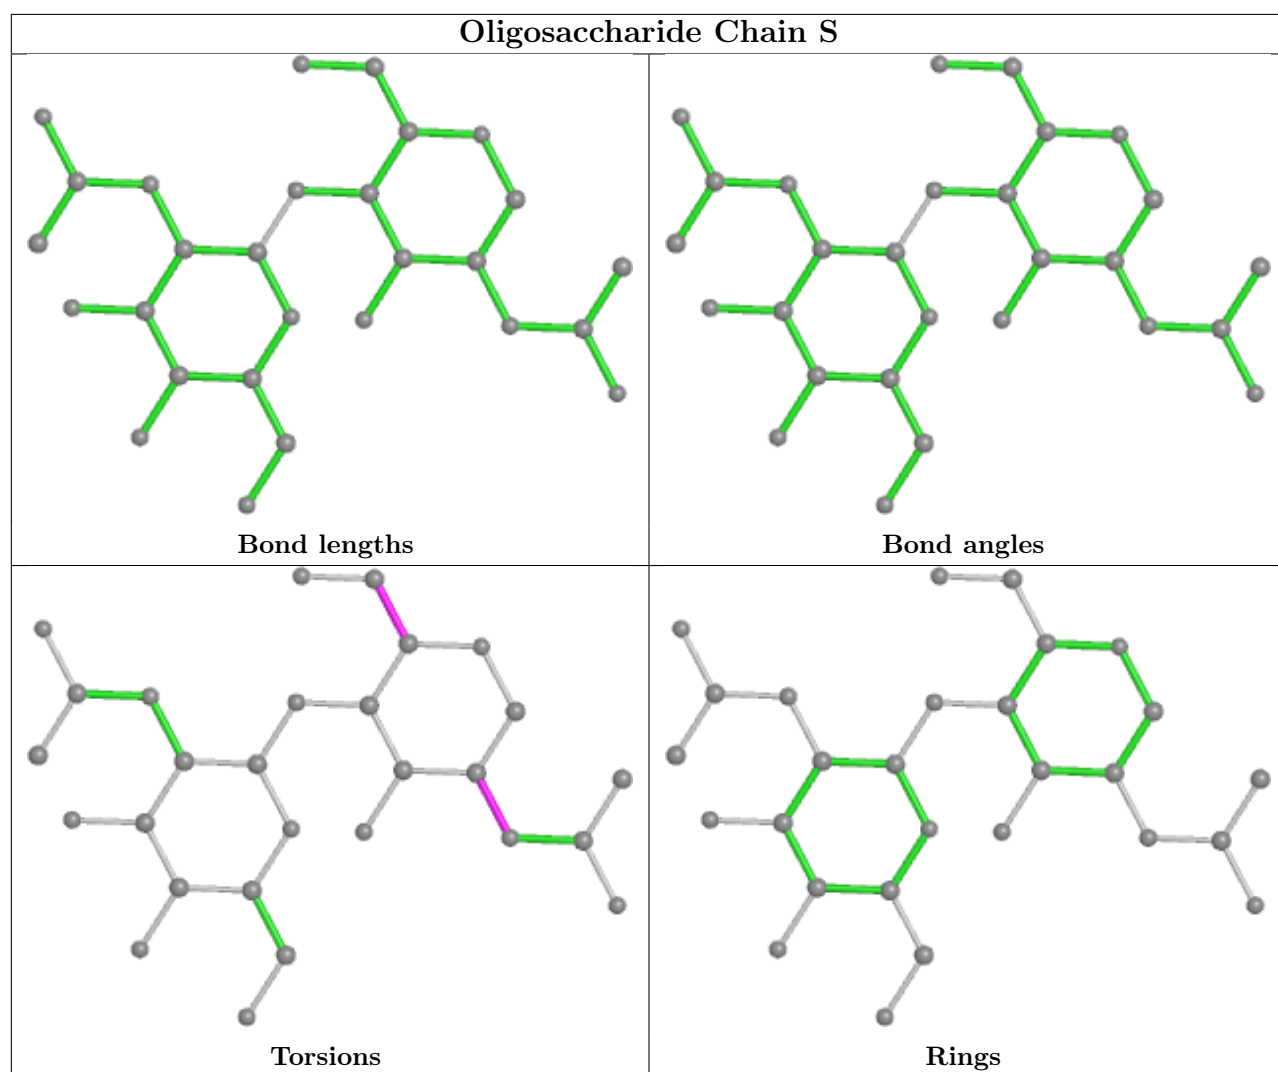 Oligosaccharide Chain S
Bond lengths
Bond angles
Torsions
Rings